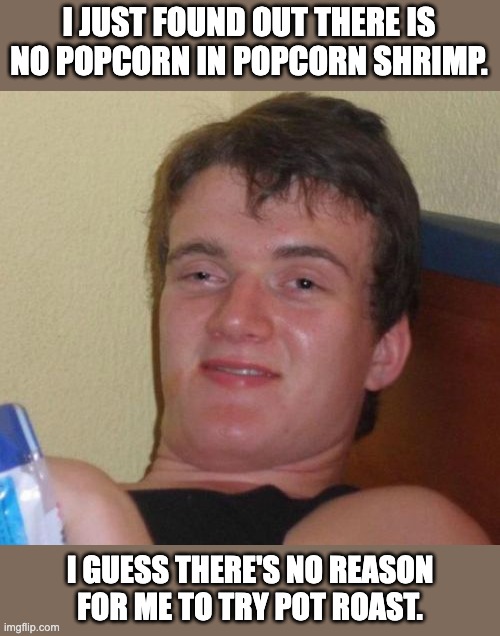 I JUST FOUND OUT THERE IS
NO POPCORN IN POPCORN SHRIMP.
I GUESS THERE'S NO REASON
FOR ME TO TRY POT ROAST.
imgflip.com